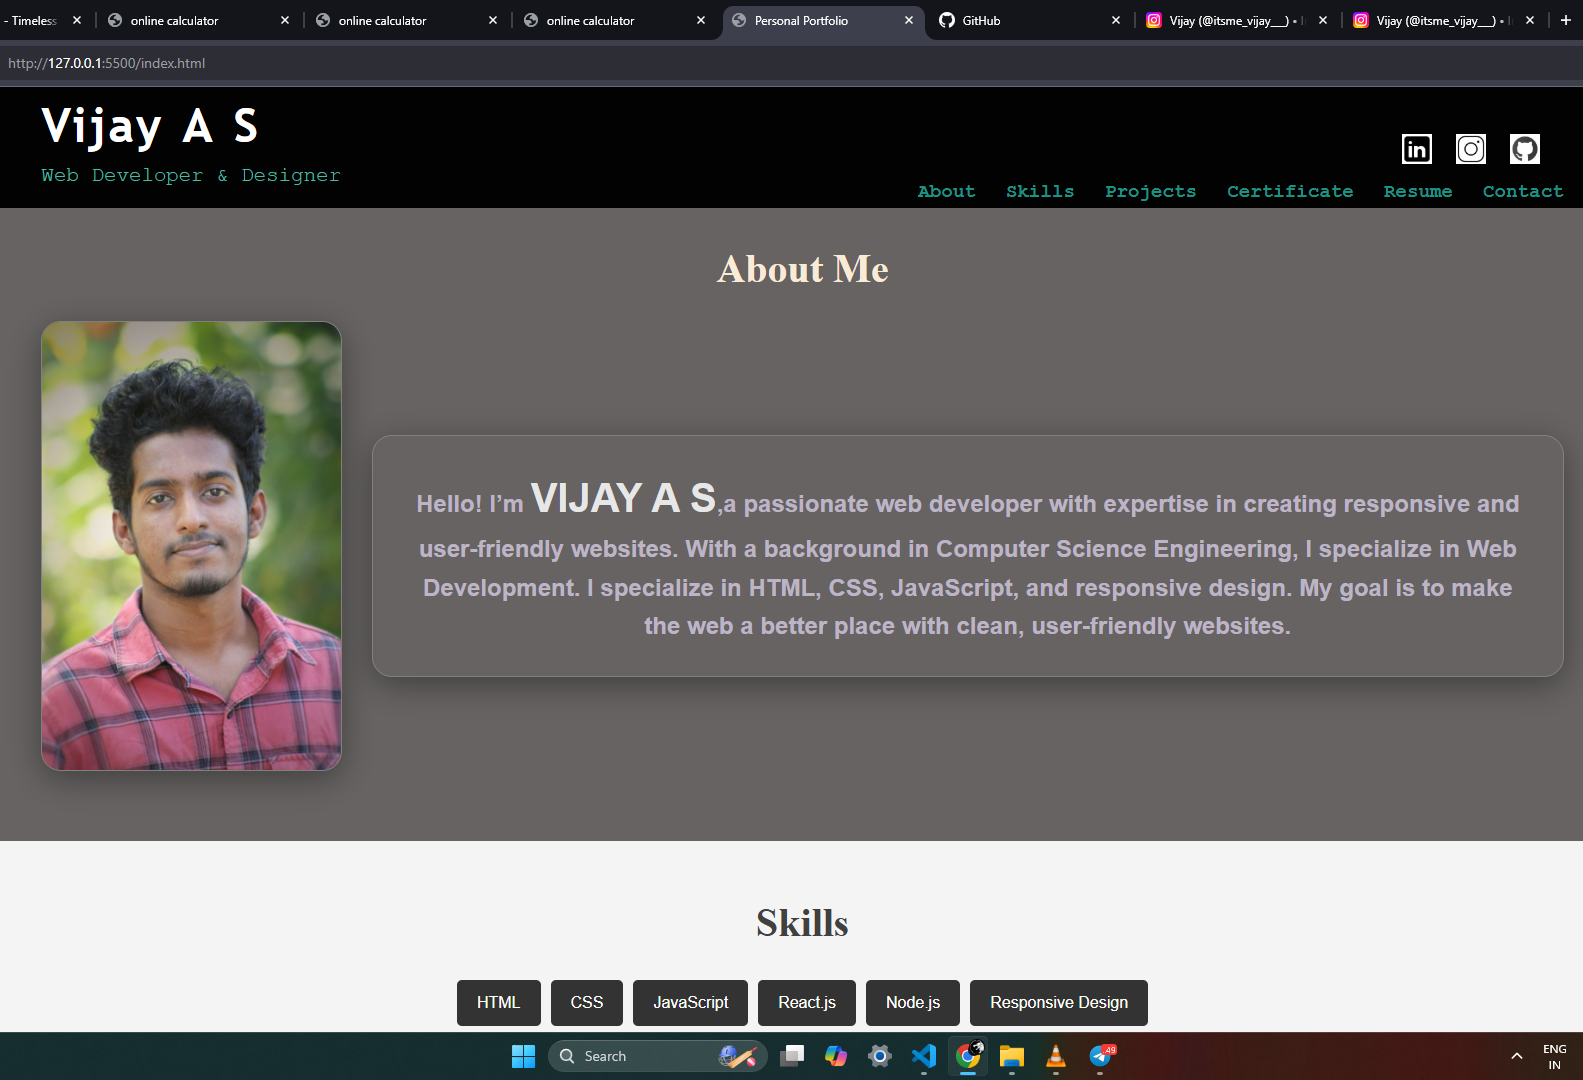 - Timeless
online calculator
online calculator
online calculator
Personal Portfolio
GitHub
Vijay (@itsme_vijay__) •
Vijay (@itsme_vijay__) •
http://127.0.0.1:5500/index.html
Vijay A S
Web Developer & Designer
in
About Skills Projects Certificate Resume Contact
About Me
Hello! I’m VIJAY A S,a passionate web developer with expertise in creating responsive and
user-friendly websites. With a background in Computer Science Engineering, I specialize in Web
Development. I specialize in HTML, CSS, JavaScript, and responsive design. My goal is to make
the web a better place with clean, user-friendly websites.
Skills
HTML CSS JavaScript React.js Node.js Responsive Design
Search
49
ENG
IN